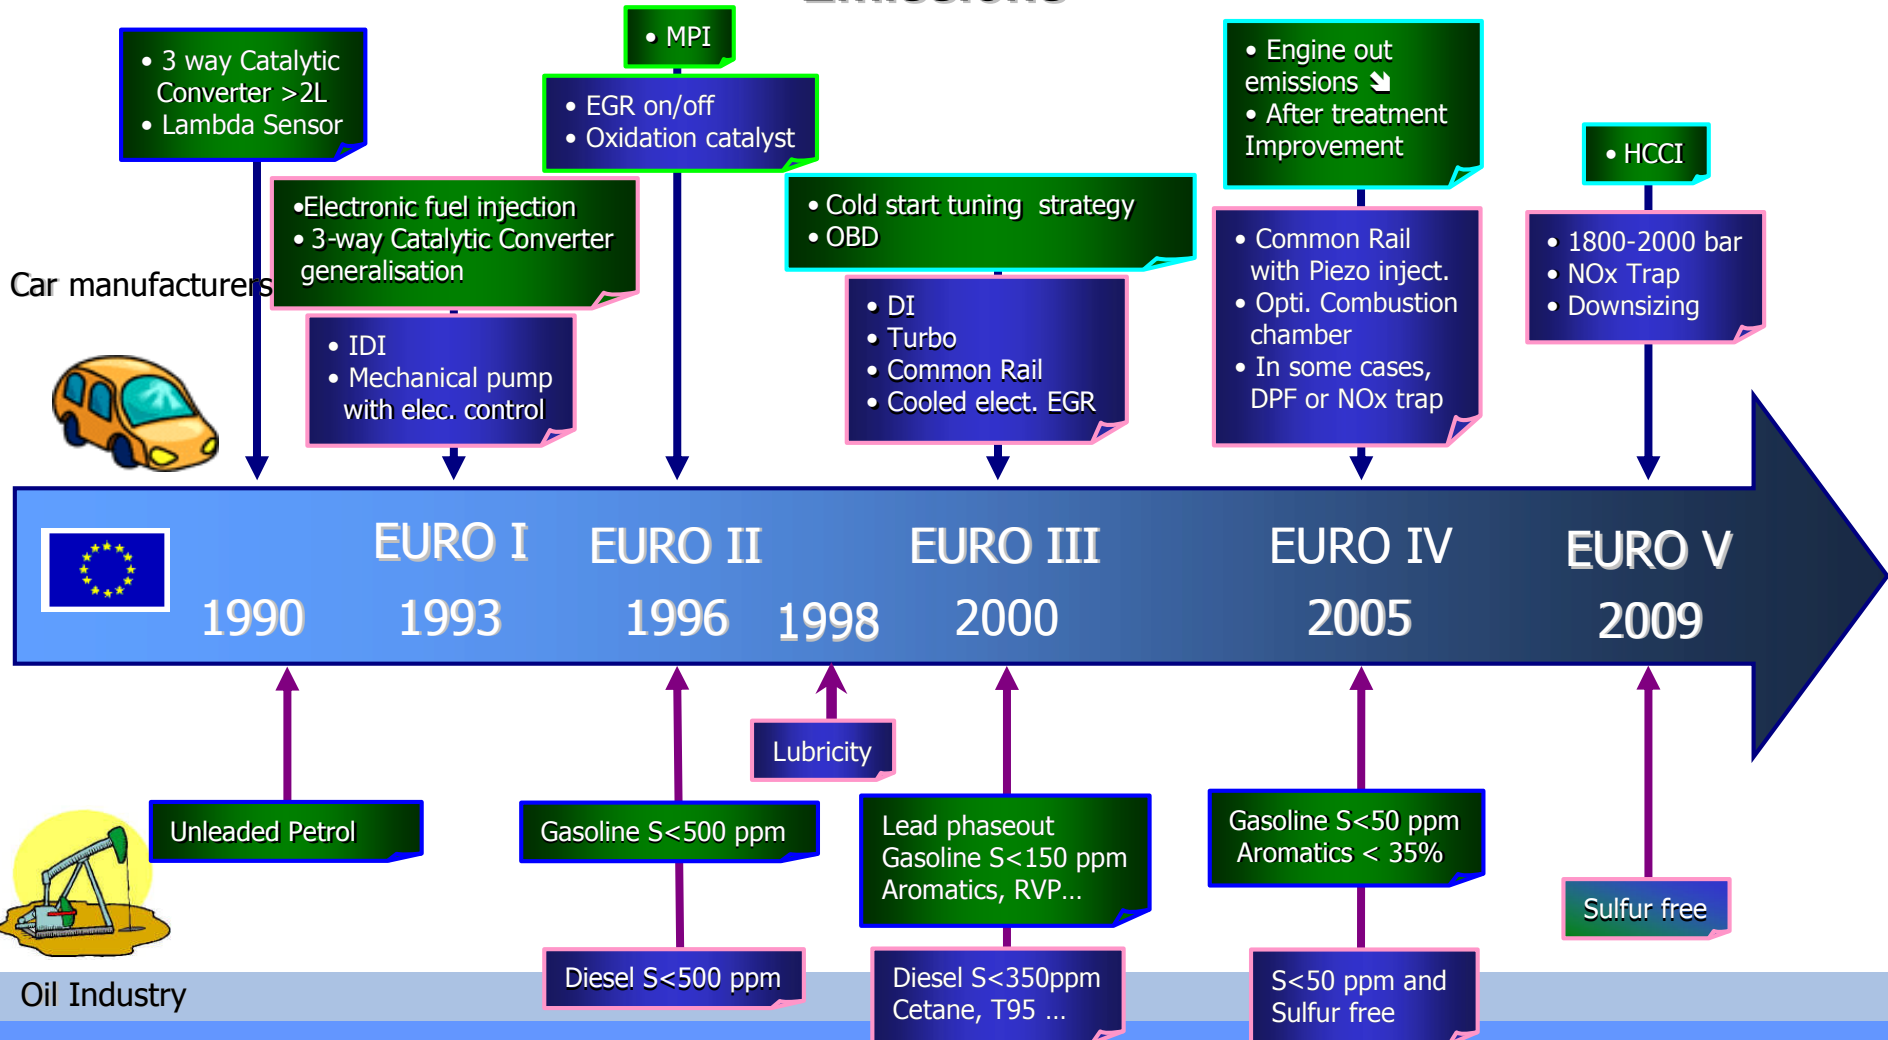 Emissions
• 3 way Catalytic
Converter >2L
• Lambda Sensor
• MPI
• EGR on/off
• Oxidation catalyst
• Engine out
emissions ⬊
• After treatment
Improvement
• HCCI
•Electronic fuel injection
• 3-way Catalytic Converter
generalisation
• Cold start tuning strategy
• OBD
• Common Rail
with Piezo inject.
• Opti. Combustion
chamber
• In some cases,
DPF or NOx trap
• 1800-2000 bar
• NOx Trap
• Downsizing
Car manufacturers
• IDI
• Mechanical pump
with elec. control
• DI
• Turbo
• Common Rail
• Cooled elect. EGR
EURO I
EURO II
EURO III
EURO IV
EURO V
1990
1993
1996
1998
2000
2005
2009
Lubricity
Unleaded Petrol
Gasoline S<500 ppm
Lead phaseout
Gasoline S<150 ppm
Aromatics, RVP...
Gasoline S<50 ppm
Aromatics < 35%
Sulfur free
Oil Industry
Diesel S<500 ppm
Diesel S<350ppm
Cetane, T95 ...
S<50 ppm and
Sulfur free